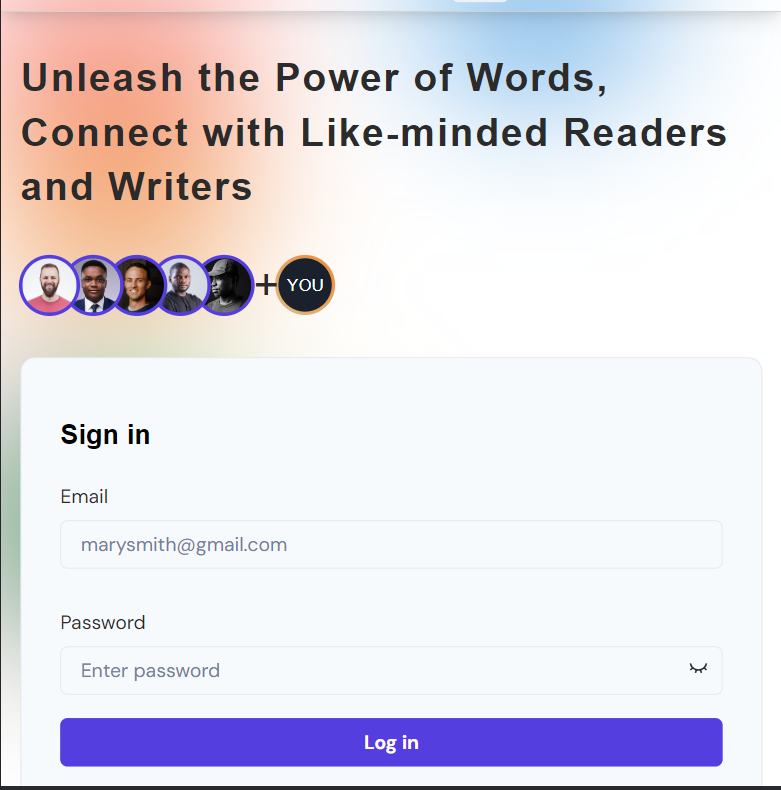 Unleash the Power of Words,
Connect with Like-minded Readers
and Writers
+ YOU
Sign in
Email
marysmith@gmail.com
Password
Enter password
Log in